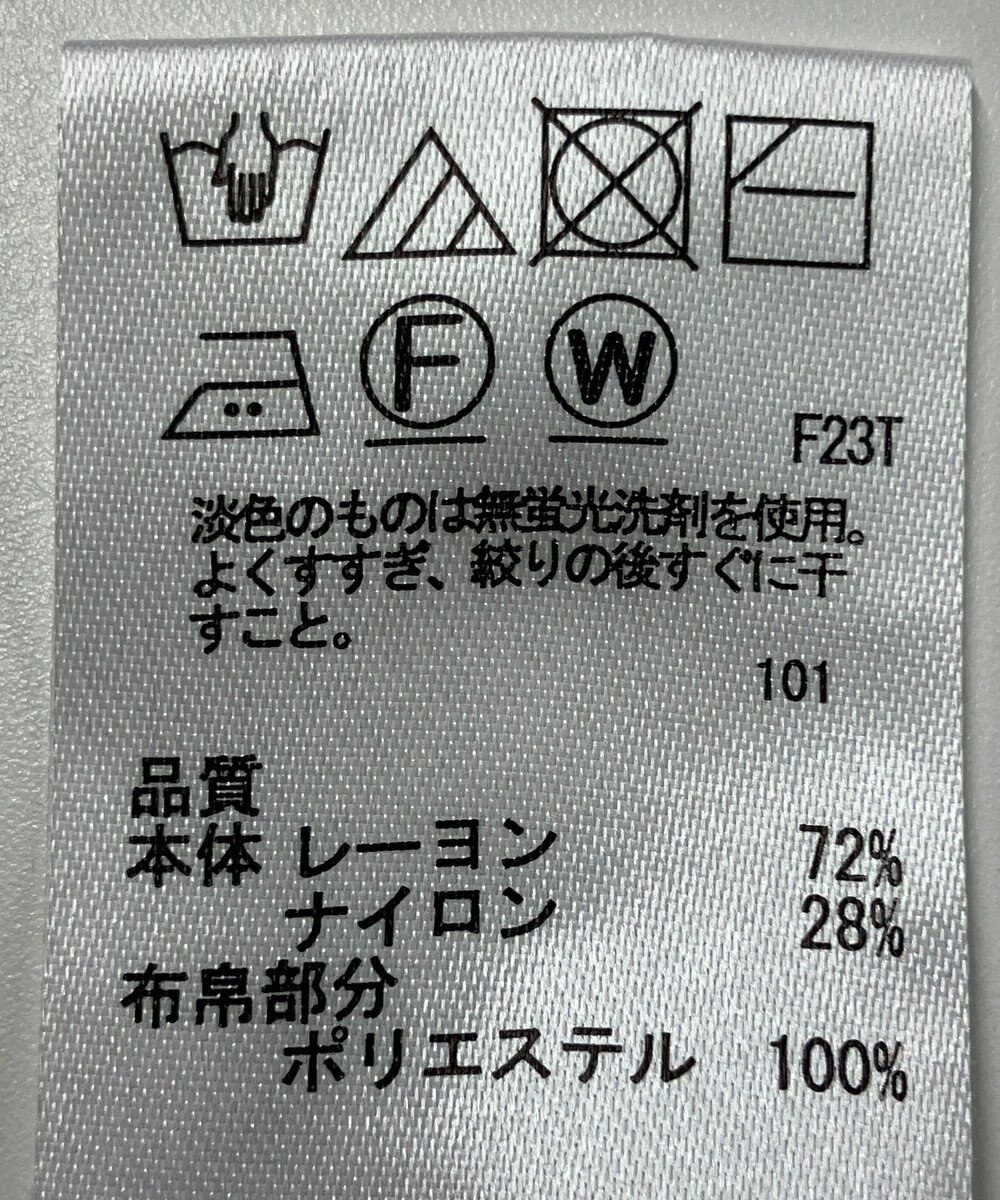 F W
F23T
淡色のものは無蛍光洗剤を使用。
よくすすぎ、絞りの後すぐに干
すこと。
101
品質
本体 レーヨン 72%
ナイロン 28%
布帛部分
ポリエステル 100%